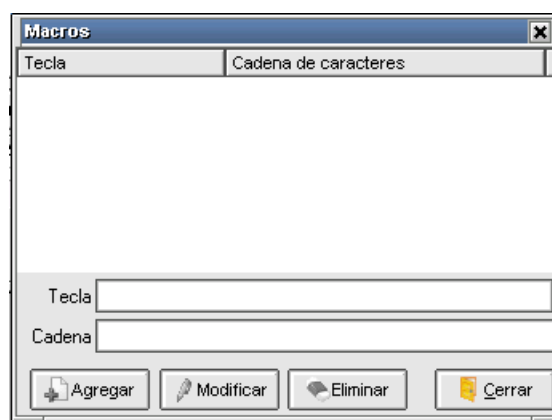 Macros
Tecla Cadena de caracteres
Tecla
Cadena
Agregar Modificar Eliminar Cerrar